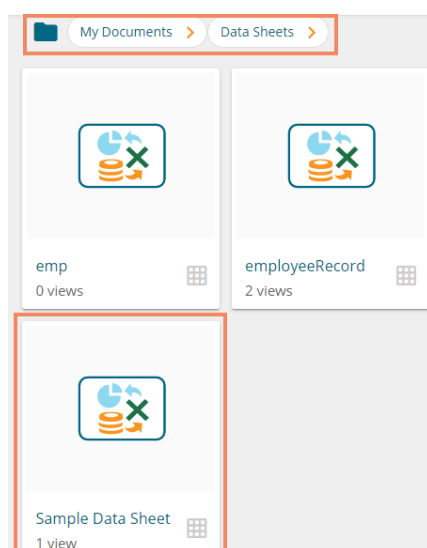 My Documents
Data Sheets
emp
0 views
employeeRecord
2 views
Sample Data Sheet
1 view